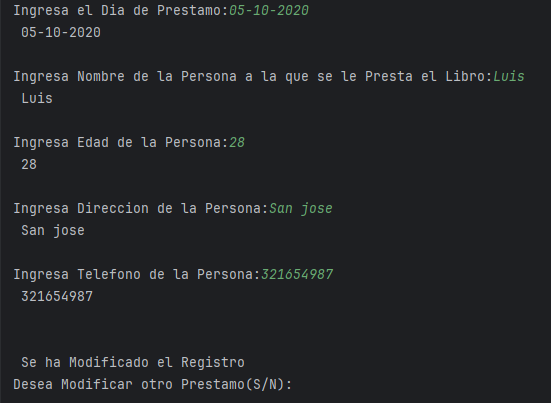 Ingresa el Dia de Prestamo:05-10-2020
05-10-2020
Ingresa Nombre de la Persona a la que se le Presta el Libro:Luis
Luis
Ingresa Edad de la Persona:28
28
Ingresa Direccion de la Persona:San jose
San jose
Ingresa Telefono de la Persona:321654987
321654987
Se ha Modificado el Registro
Desea Modificar otro Prestamo(S/N):